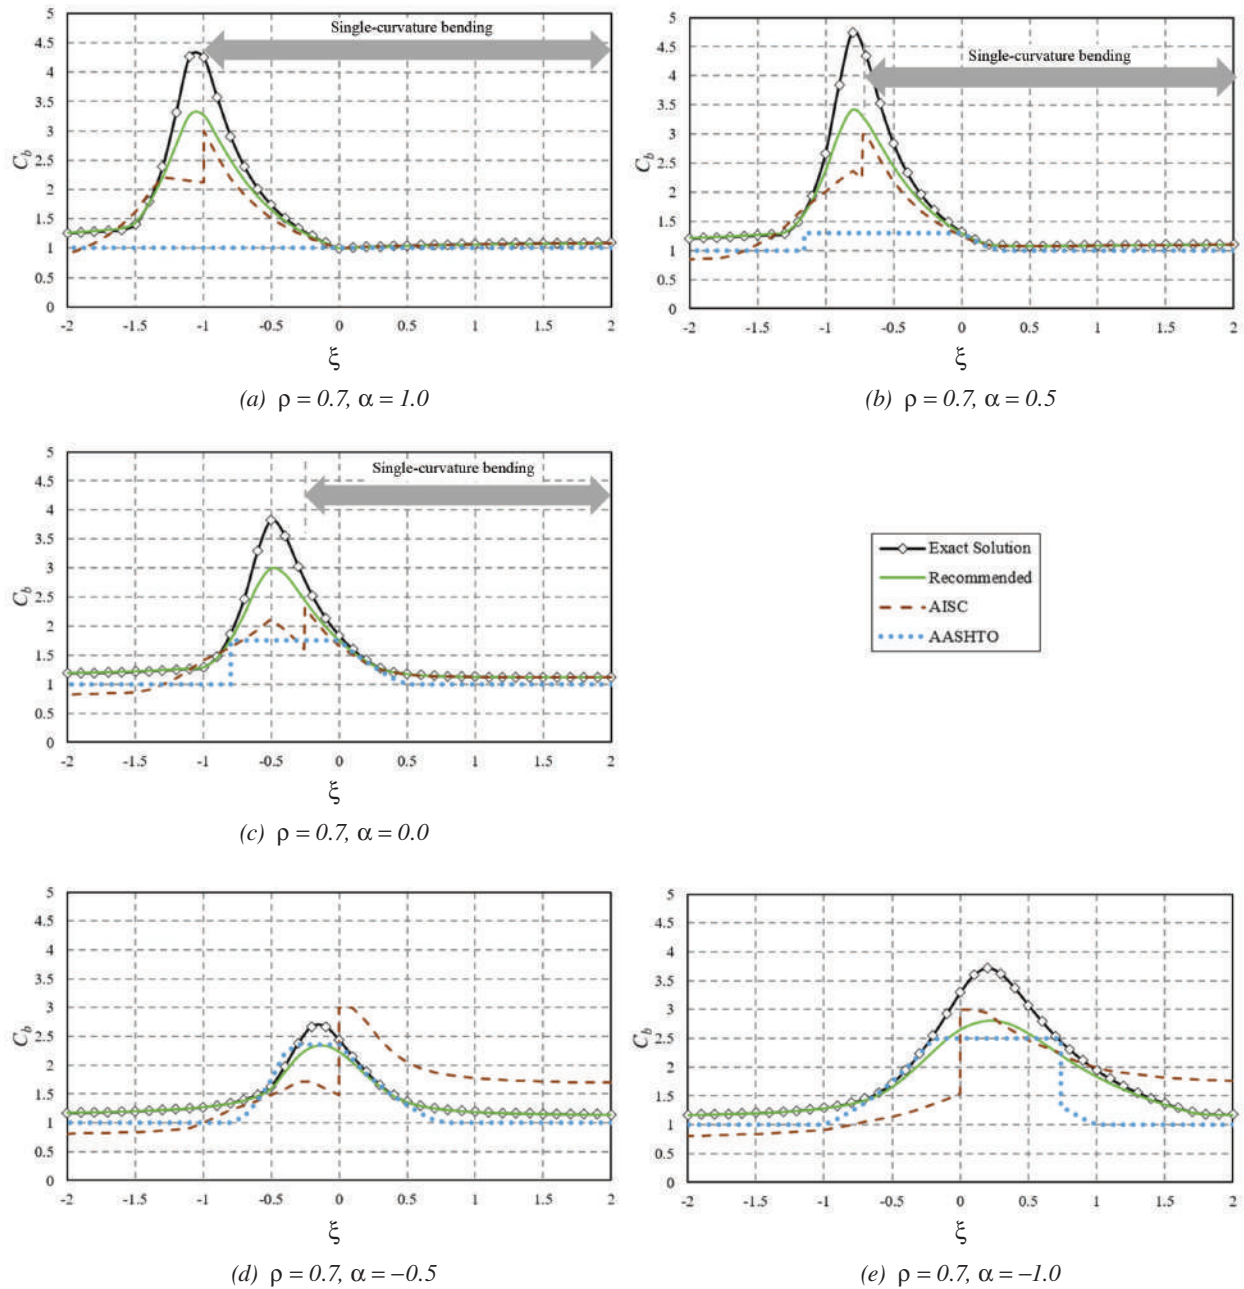 5
4.5
4
3.5
3
2.5
2
1.5
1
0.5
0
C_b
Single-curvature bending
-2 -1.5 -1 -0.5 0 0.5 1 1.5 2
ξ
(a) ρ = 0.7, α = 1.0
5
4.5
4
3.5
3
2.5
2
1.5
1
0.5
0
C_b
Single-curvature bending
-2 -1.5 -1 -0.5 0 0.5 1 1.5 2
ξ
(b) ρ = 0.7, α = 0.5
5
4.5
4
3.5
3
2.5
2
1.5
1
0.5
0
C_b
Single-curvature bending
-2 -1.5 -1 -0.5 0 0.5 1 1.5 2
ξ
(c) ρ = 0.7, α = 0.0
Exact Solution
Recommended
AISC
AASHTO
5
4.5
4
3.5
3
2.5
2
1.5
1
0.5
0
C_b
-2 -1.5 -1 -0.5 0 0.5 1 1.5 2
ξ
(d) ρ = 0.7, α = −0.5
5
4.5
4
3.5
3
2.5
2
1.5
1
0.5
0
C_b
-2 -1.5 -1 -0.5 0 0.5 1 1.5 2
ξ
(e) ρ = 0.7, α = −1.0